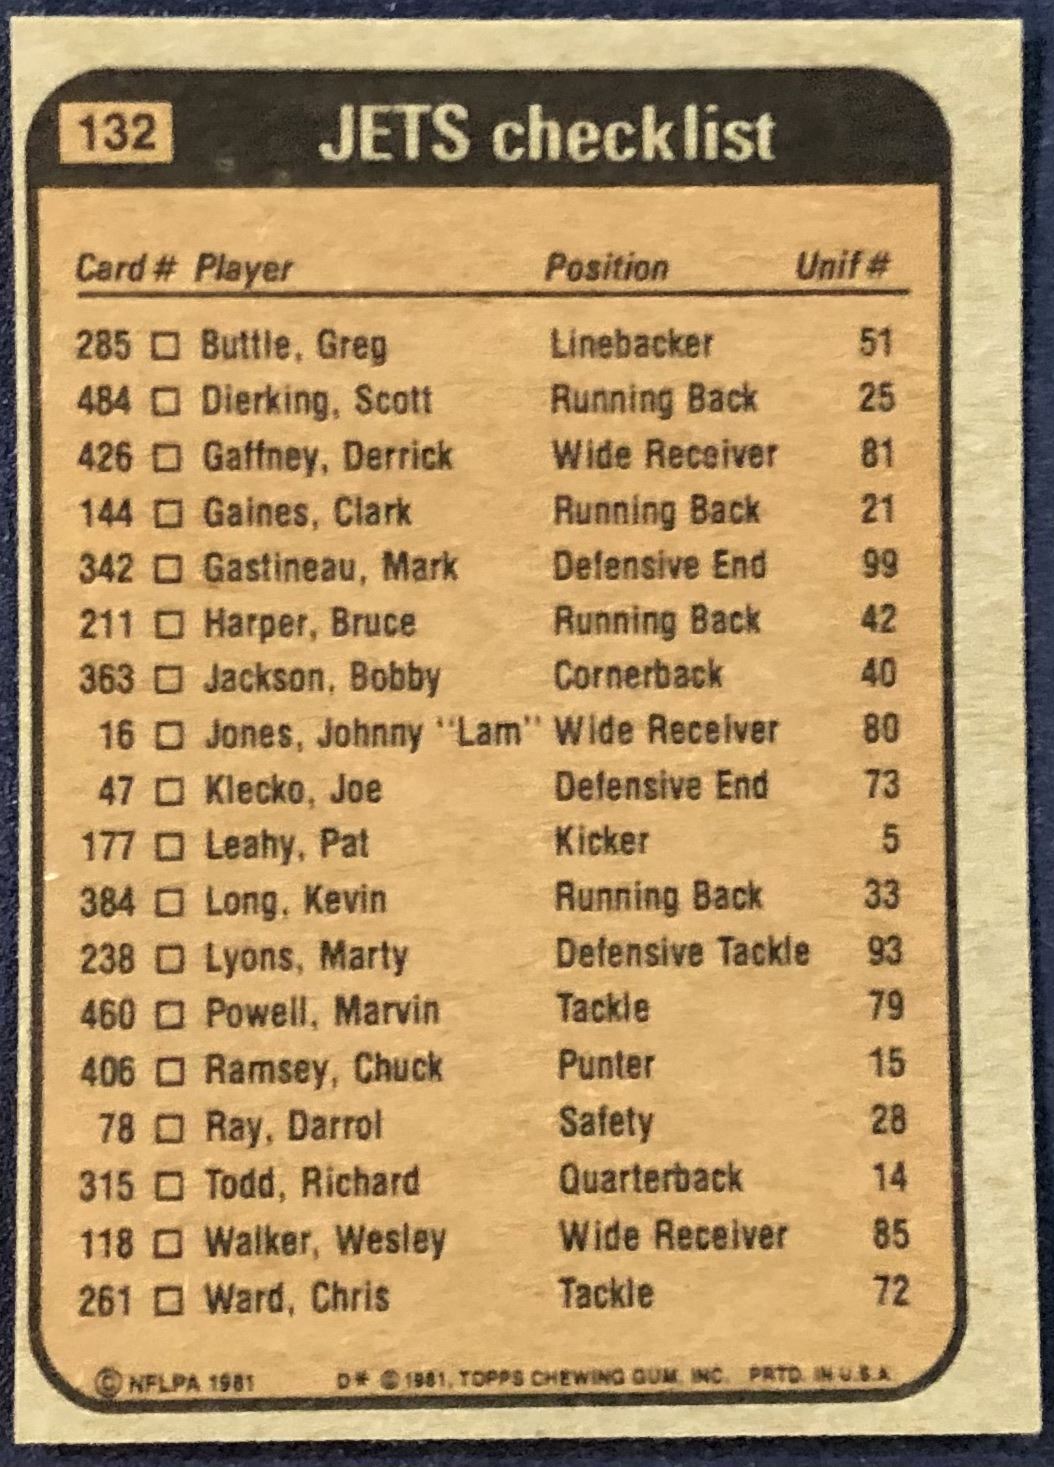 132 JETS checklist
Card # Player Position Unif #
285 □ Buttle, Greg Linebacker 51
484 □ Dierking, Scott Running Back 25
426 □ Gaffney, Derrick Wide Receiver 81
144 □ Gaines, Clark Running Back 21
342 □ Gastineau, Mark Defensive End 99
211 □ Harper, Bruce Running Back 42
363 □ Jackson, Bobby Cornerback 40
16 □ Jones, Johnny "Lam" Wide Receiver 80
47 □ Klecko, Joe Defensive End 73
177 □ Leahy, Pat Kicker 5
384 □ Long, Kevin Running Back 33
238 □ Lyons, Marty Defensive Tackle 93
460 □ Powell, Marvin Tackle 79
406 □ Ramsey, Chuck Punter 15
78 □ Ray, Darrol Safety 28
315 □ Todd, Richard Quarterback 14
118 □ Walker, Wesley Wide Receiver 85
261 □ Ward, Chris Tackle 72
© NFLPA 1981 D* © 1981, TOPPS CHEWING GUM, INC. PRTD. IN U.S.A.